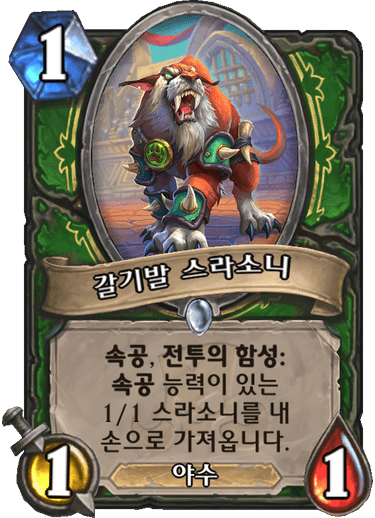 1
갈기발 스라소니
속공, 전투의 함성:
속공 능력이 있는
1/1 스라소니를 내
손으로 가져옵니다.
1
야수
1